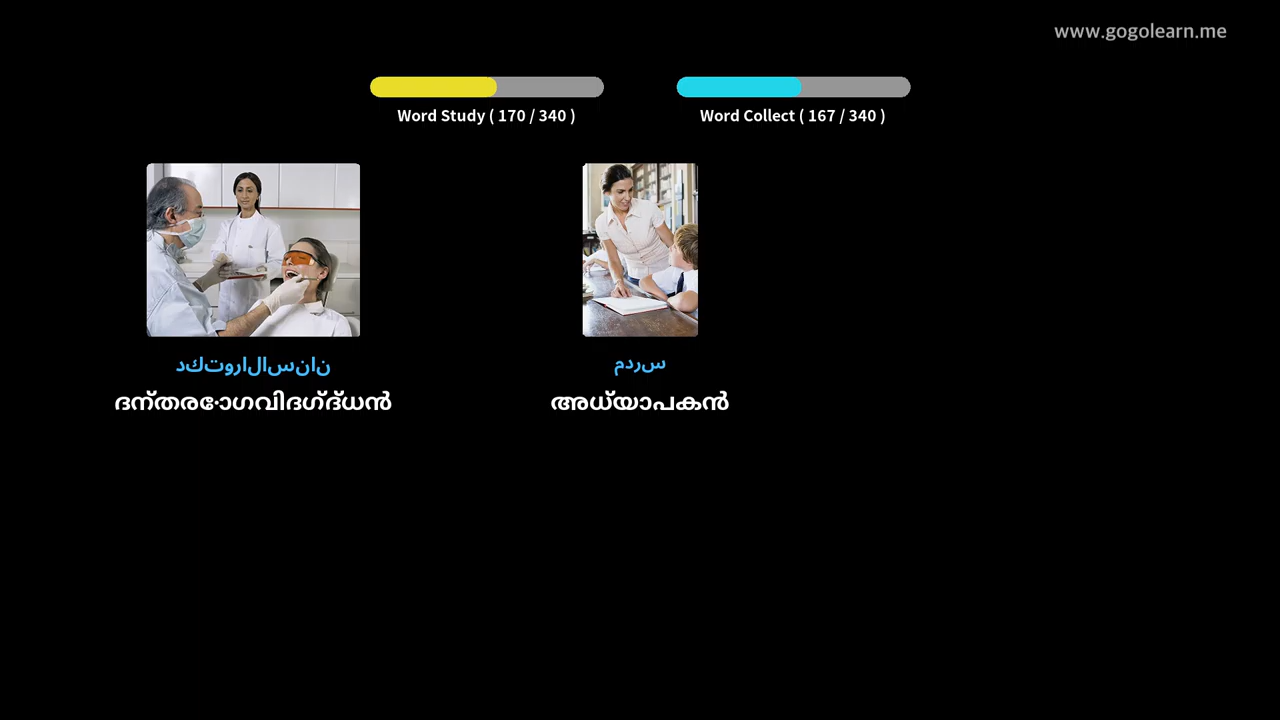 www.gogolearn.me
Word Study ( 170 / 340 )
Word Collect ( 167 / 340 )
دكتورالاسنان
مدرس
ദന്തരോഗവിദഗ്ദ്ധൻ
അധ്യാപകൻ